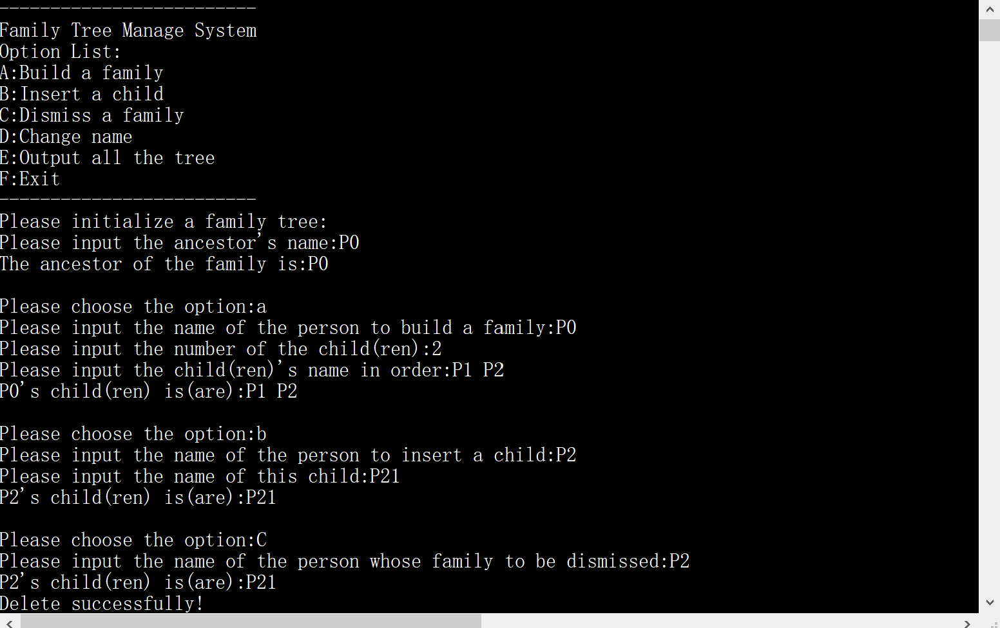 -------------------------
Family Tree Manage System
Option List:
A:Build a family
B:Insert a child
C:Dismiss a family
D:Change name
E:Output all the tree
F:Exit
-------------------------
Please initialize a family tree:
Please input the ancestor's name:P0
The ancestor of the family is:P0
Please choose the option:a
Please input the name of the person to build a family:P0
Please input the number of the child(ren):2
Please input the child(ren)'s name in order:P1 P2
P0's child(ren) is(are):P1 P2
Please choose the option:b
Please input the name of the person to insert a child:P2
Please input the name of this child:P21
P2's child(ren) is(are):P21
Please choose the option:C
Please input the name of the person whose family to be dismissed:P2
P2's child(ren) is(are):P21
Delete successfully!